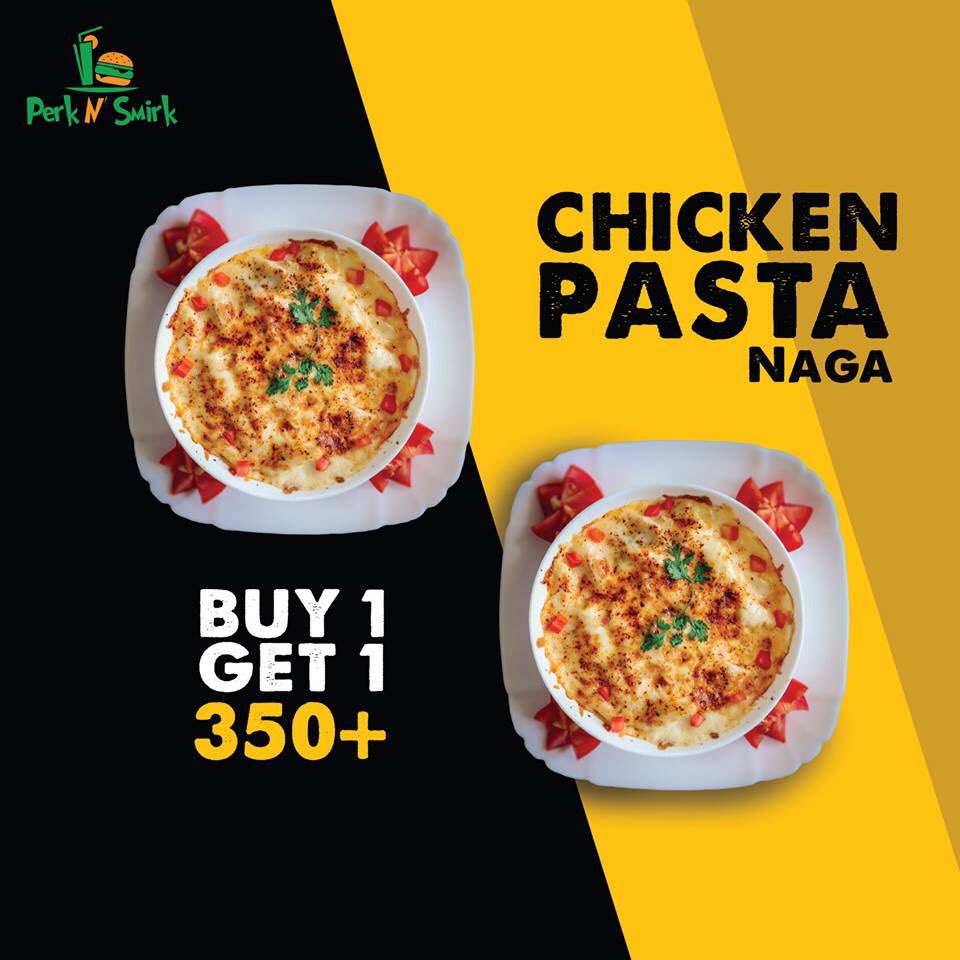 Perk N' Smirk
CHICKEN
PASTA
NAGA
BUY 1
GET 1
350+